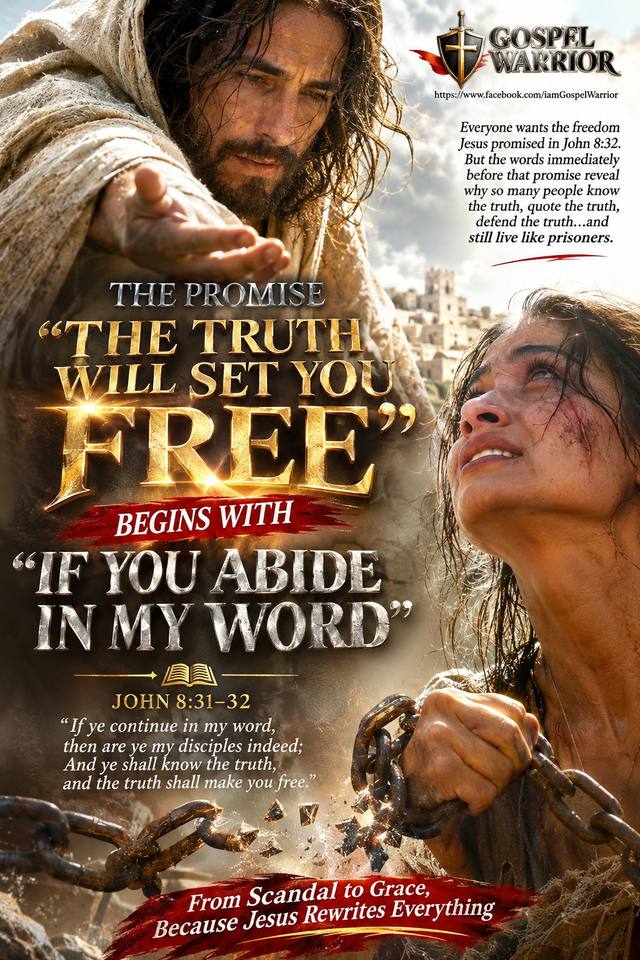 GOSPEL
WARRIOR
https://www.facebook.com/iamGospelWarrior
Everyone wants the freedom
Jesus promised in John 8:32.
But the words immediately
before that promise reveal
why so many people know
the truth, quote the truth,
defend the truth...and
still live like prisoners.
THE PROMISE
“THE TRUTH
WILL SET YOU
FREE”
BEGINS WITH
“IF YOU ABIDE
IN MY WORD”
JOHN 8:31–32
“If ye continue in my word,
then are ye my disciples indeed;
And ye shall know the truth,
and the truth shall make you free.”
From Scandal to Grace,
Because Jesus Rewrites Everything